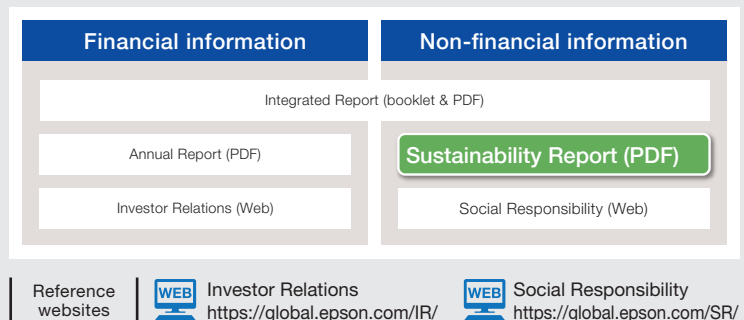 Financial information
Non-financial information
Integrated Report (booklet & PDF)
Annual Report (PDF)
Sustainability Report (PDF)
Investor Relations (Web)
Social Responsibility (Web)
Reference
websites
WEB
Investor Relations
https://global.epson.com/IR/
WEB
Social Responsibility
https://global.epson.com/SR/